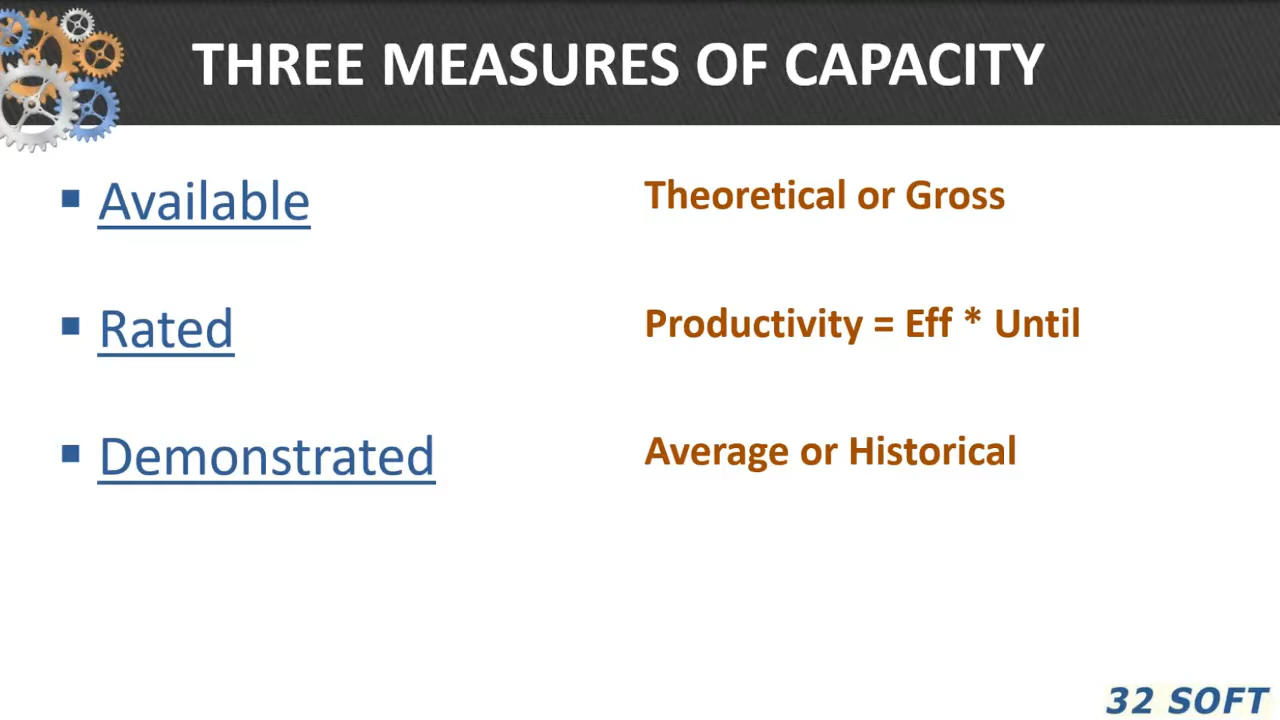 THREE MEASURES OF CAPACITY
Available
Theoretical or Gross
Rated
Productivity = Eff * Until
Demonstrated
Average or Historical
32 SOFT